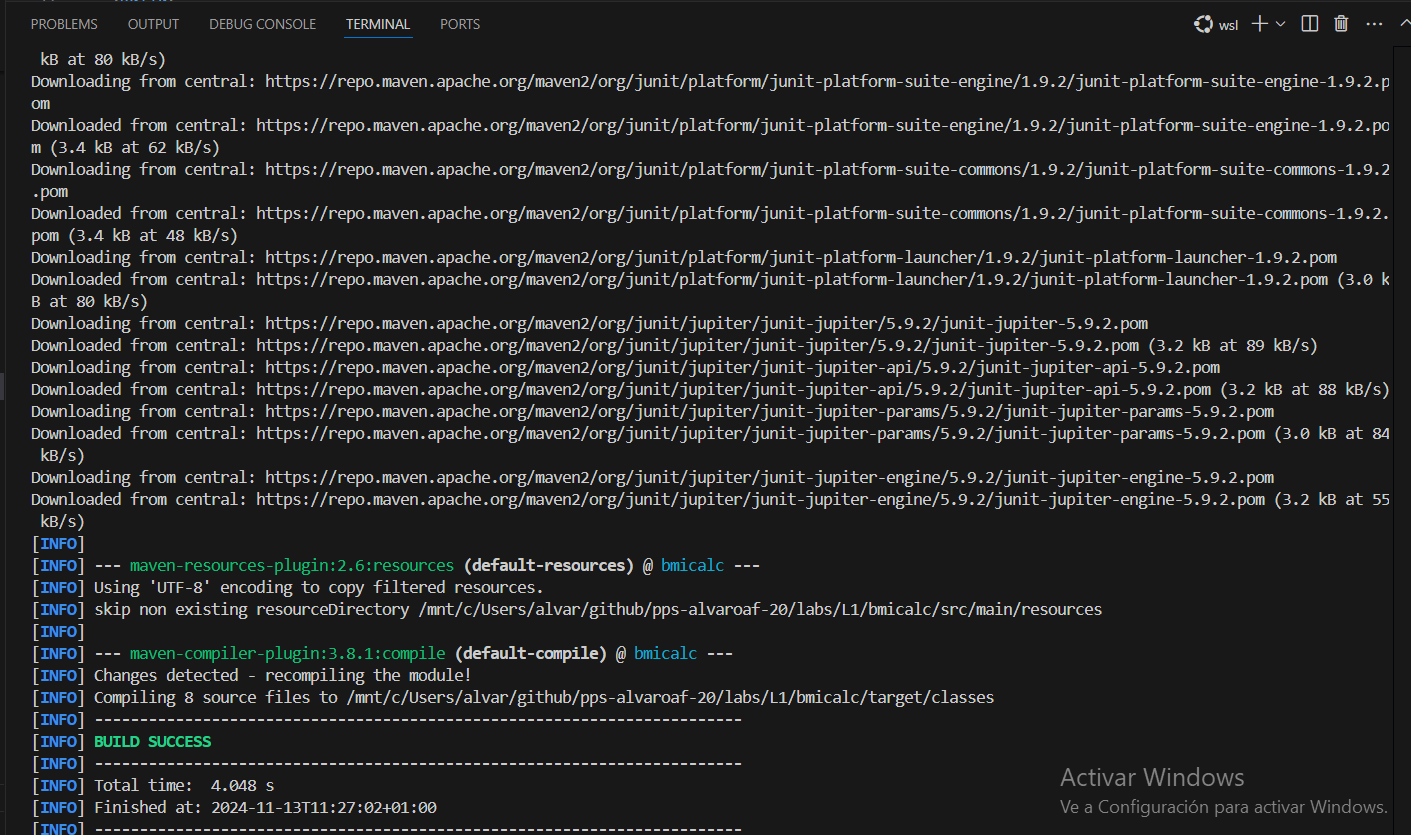 PROBLEMS OUTPUT DEBUG CONSOLE TERMINAL PORTS wsl
kB at 80 kB/s)
Downloading from central: https://repo.maven.apache.org/maven2/org/junit/platform/junit-platform-suite-engine/1.9.2/junit-platform-suite-engine-1.9.2.p
om
Downloaded from central: https://repo.maven.apache.org/maven2/org/junit/platform/junit-platform-suite-engine/1.9.2/junit-platform-suite-engine-1.9.2.po
m (3.4 kB at 62 kB/s)
Downloading from central: https://repo.maven.apache.org/maven2/org/junit/platform/junit-platform-suite-commons/1.9.2/junit-platform-suite-commons-1.9.2
.pom
Downloaded from central: https://repo.maven.apache.org/maven2/org/junit/platform/junit-platform-suite-commons/1.9.2/junit-platform-suite-commons-1.9.2.
pom (3.4 kB at 48 kB/s)
Downloading from central: https://repo.maven.apache.org/maven2/org/junit/platform/junit-platform-launcher/1.9.2/junit-platform-launcher-1.9.2.pom
Downloaded from central: https://repo.maven.apache.org/maven2/org/junit/platform/junit-platform-launcher/1.9.2/junit-platform-launcher-1.9.2.pom (3.0 k
B at 80 kB/s)
Downloading from central: https://repo.maven.apache.org/maven2/org/junit/jupiter/junit-jupiter/5.9.2/junit-jupiter-5.9.2.pom
Downloaded from central: https://repo.maven.apache.org/maven2/org/junit/jupiter/junit-jupiter/5.9.2/junit-jupiter-5.9.2.pom (3.2 kB at 89 kB/s)
Downloading from central: https://repo.maven.apache.org/maven2/org/junit/jupiter/junit-jupiter-api/5.9.2/junit-jupiter-api-5.9.2.pom
Downloaded from central: https://repo.maven.apache.org/maven2/org/junit/jupiter/junit-jupiter-api/5.9.2/junit-jupiter-api-5.9.2.pom (3.2 kB at 88 kB/s)
Downloading from central: https://repo.maven.apache.org/maven2/org/junit/jupiter/junit-jupiter-params/5.9.2/junit-jupiter-params-5.9.2.pom
Downloaded from central: https://repo.maven.apache.org/maven2/org/junit/jupiter/junit-jupiter-params/5.9.2/junit-jupiter-params-5.9.2.pom (3.0 kB at 84
kB/s)
Downloading from central: https://repo.maven.apache.org/maven2/org/junit/jupiter/junit-jupiter-engine/5.9.2/junit-jupiter-engine-5.9.2.pom
Downloaded from central: https://repo.maven.apache.org/maven2/org/junit/jupiter/junit-jupiter-engine/5.9.2/junit-jupiter-engine-5.9.2.pom (3.2 kB at 55
kB/s)
[INFO]
[INFO] --- maven-resources-plugin:2.6:resources (default-resources) @ bmicalc ---
[INFO] Using 'UTF-8' encoding to copy filtered resources.
[INFO] skip non existing resourceDirectory /mnt/c/Users/alvar/github/pps-alvaroaf-20/labs/L1/bmicalc/src/main/resources
[INFO]
[INFO] --- maven-compiler-plugin:3.8.1:compile (default-compile) @ bmicalc ---
[INFO] Changes detected - recompiling the module!
[INFO] Compiling 8 source files to /mnt/c/Users/alvar/github/pps-alvaroaf-20/labs/L1/bmicalc/target/classes
[INFO] ------------------------------------------------------------------------
[INFO] BUILD SUCCESS
[INFO] ------------------------------------------------------------------------
[INFO] Total time:  4.048 s
[INFO] Finished at: 2024-11-13T11:27:02+01:00
[INFO] ------------------------------------------------------------------------
Activar Windows
Ve a Configuración para activar Windows.